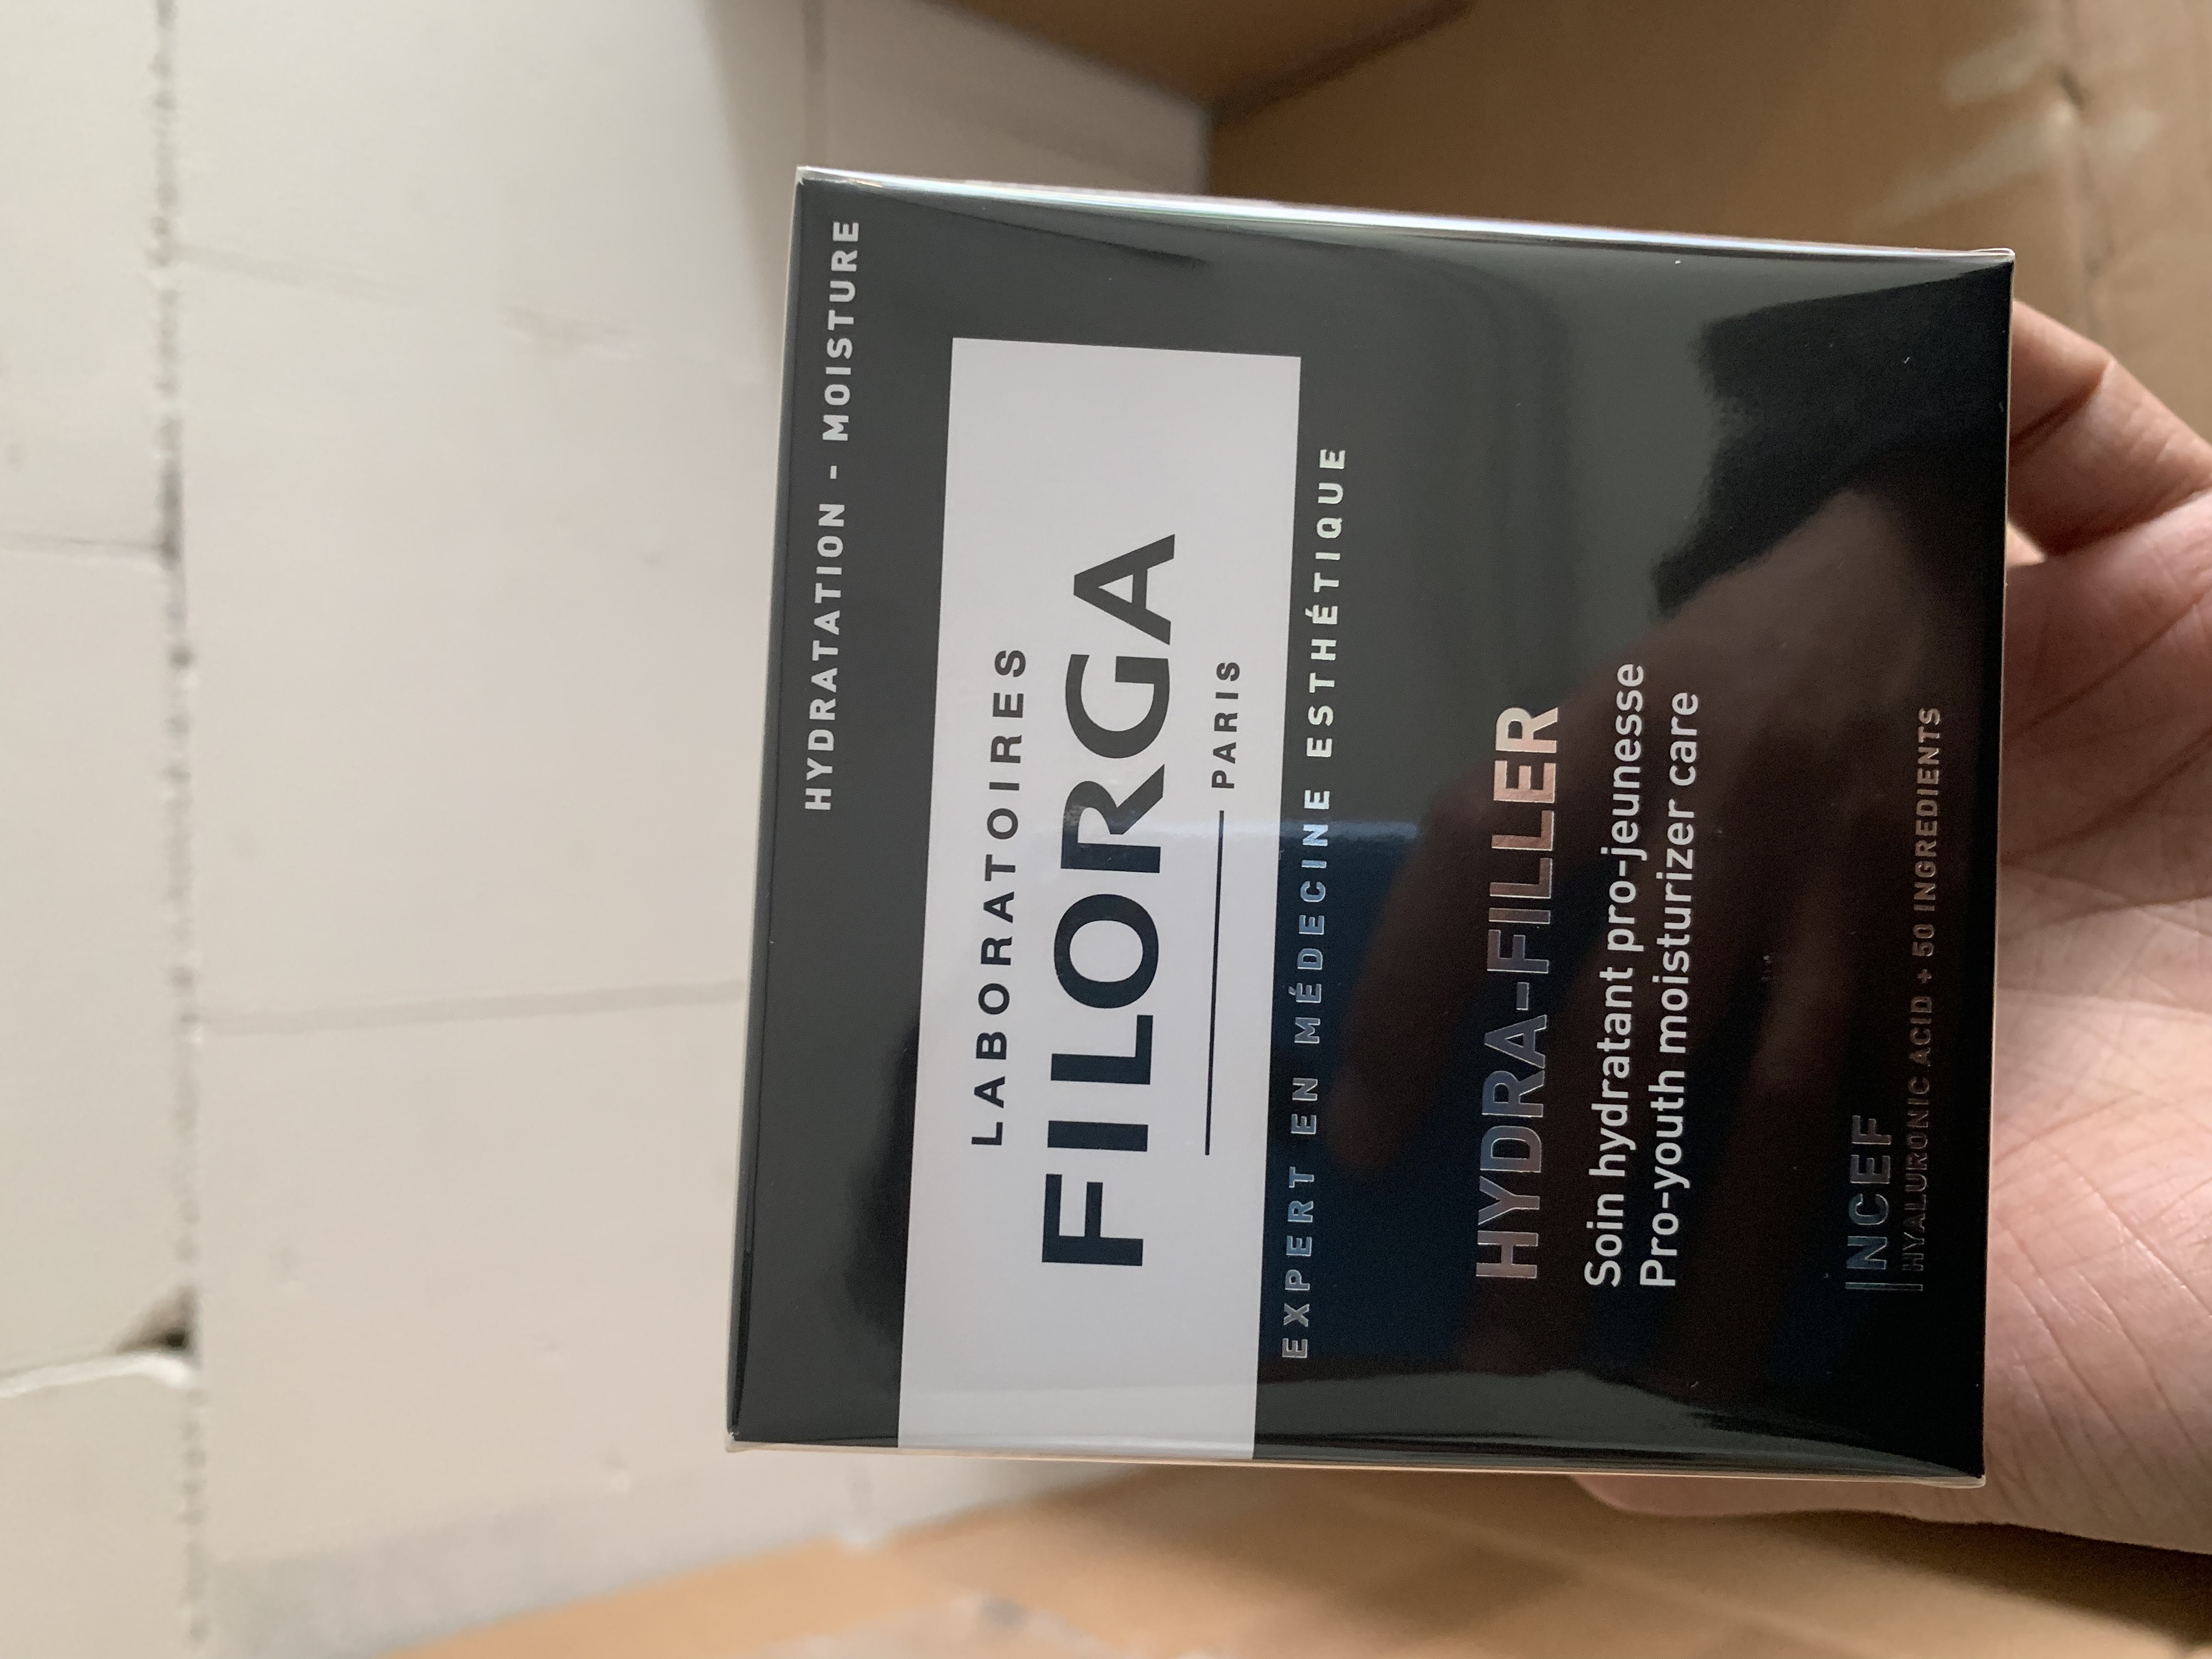 HYDRATATION - MOISTURE
LABORATOIRES
FILORGA
PARIS
EXPERT EN MÉDECINE ESTHÉTIQUE
HYDRA-FILLER
Soin hydratant pro-jeunesse
Pro-youth moisturizer care
NCEF
HYALURONIC ACID + 50 INGREDIENTS